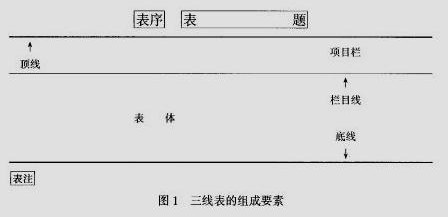 表序 表 题
↑ 项目栏
顶线 ↑
栏目线
表 体
底线
↓
表注
图1 三线表的组成要素